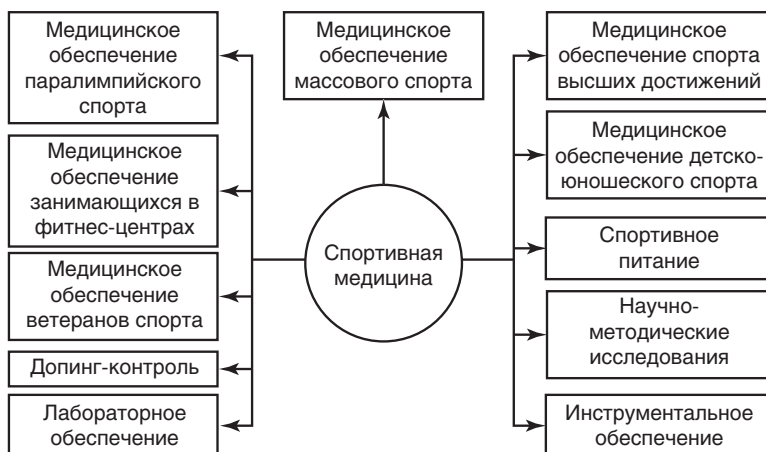 Медицинское
обеспечение
паралимпийского
спорта
Медицинское
обеспечение
занимающихся в
фитнес-центрах
Медицинское
обеспечение
ветеранов спорта
Допинг-контроль
Лабораторное
обеспечение
Медицинское
обеспечение
массового спорта
Спортивная
медицина
Медицинское
обеспечение спорта
высших достижений
Медицинское
обеспечение детско-
юношеского спорта
Спортивное
питание
Научно-
методические
исследования
Инструментальное
обеспечение